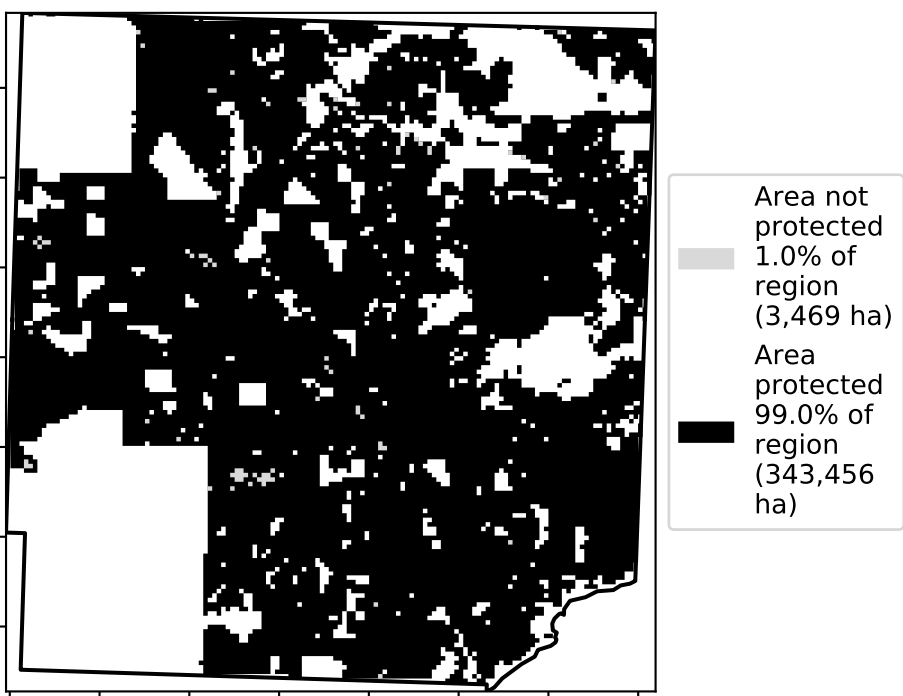 Area not
protected
1.0% of
region
(3,469 ha)
Area
protected
99.0% of
region
(343,456
ha)